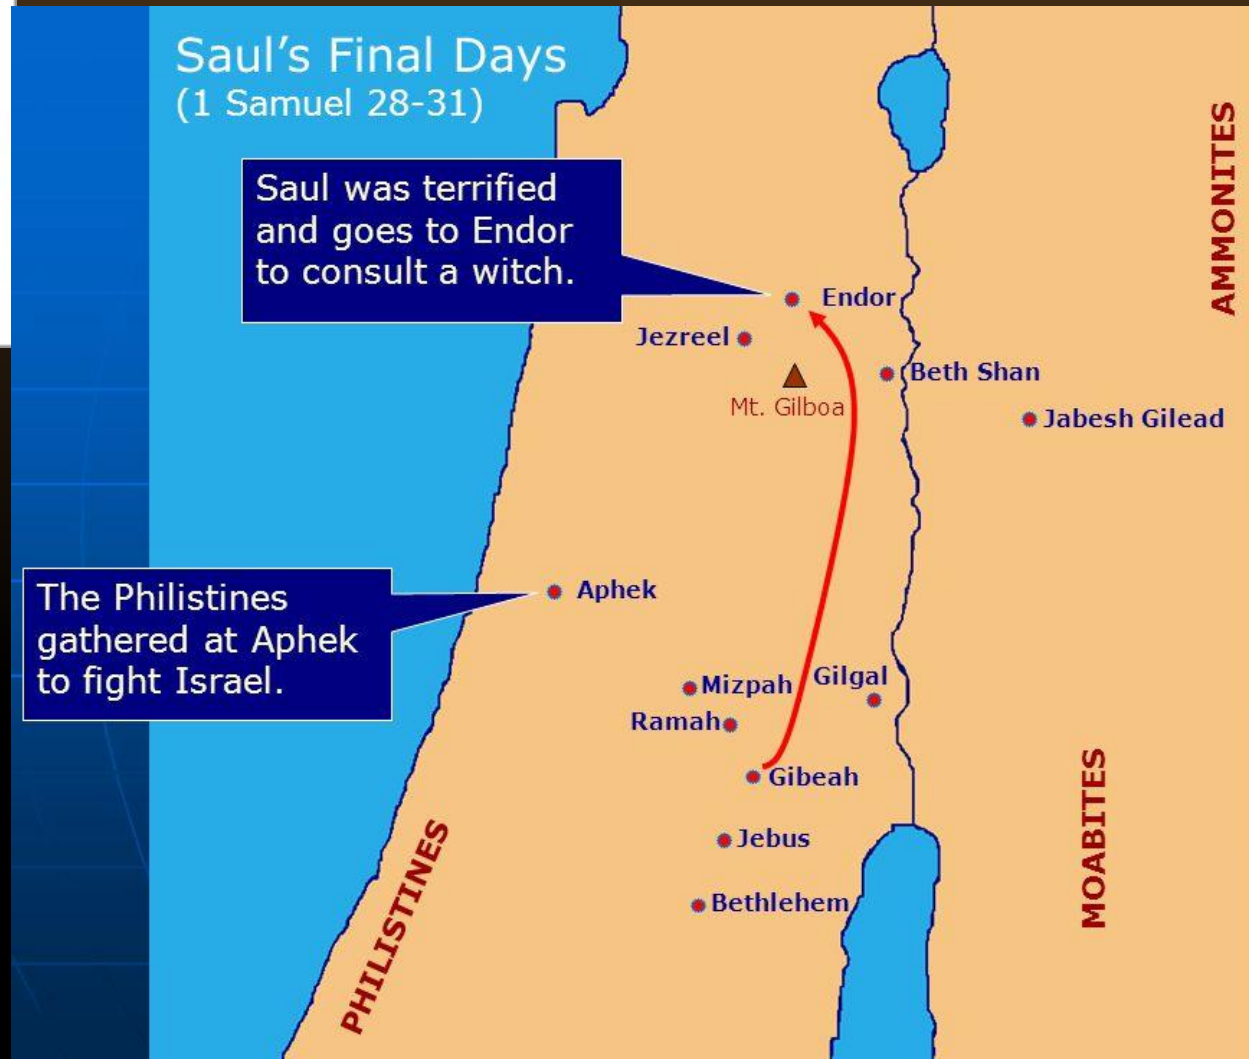 Saul's Final Days
(1 Samuel 28-31)
Saul was terrified
and goes to Endor
to consult a witch.
Endor
Jezreel
Beth Shan
Mt. Gilboa
Jabesh Gilead
AMMONITES
The Philistines
gathered at Aphek
to fight Israel.
Aphek
Mizpah
Gilgal
Ramah
Gibeah
Jebus
Bethlehem
PHILISTINES
MOABITES